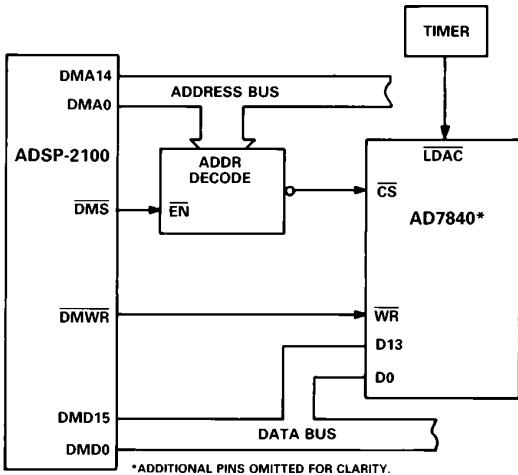 TIMER
DMA14
ADDRESS BUS
DMA0
ADSP-2100
ADDR
DECODE
LDAC
DMS
EN
CS
AD7840*
DMWR
WR
D13
D0
DMD15
DATA BUS
DMD0
*ADDITIONAL PINS OMITTED FOR CLARITY.